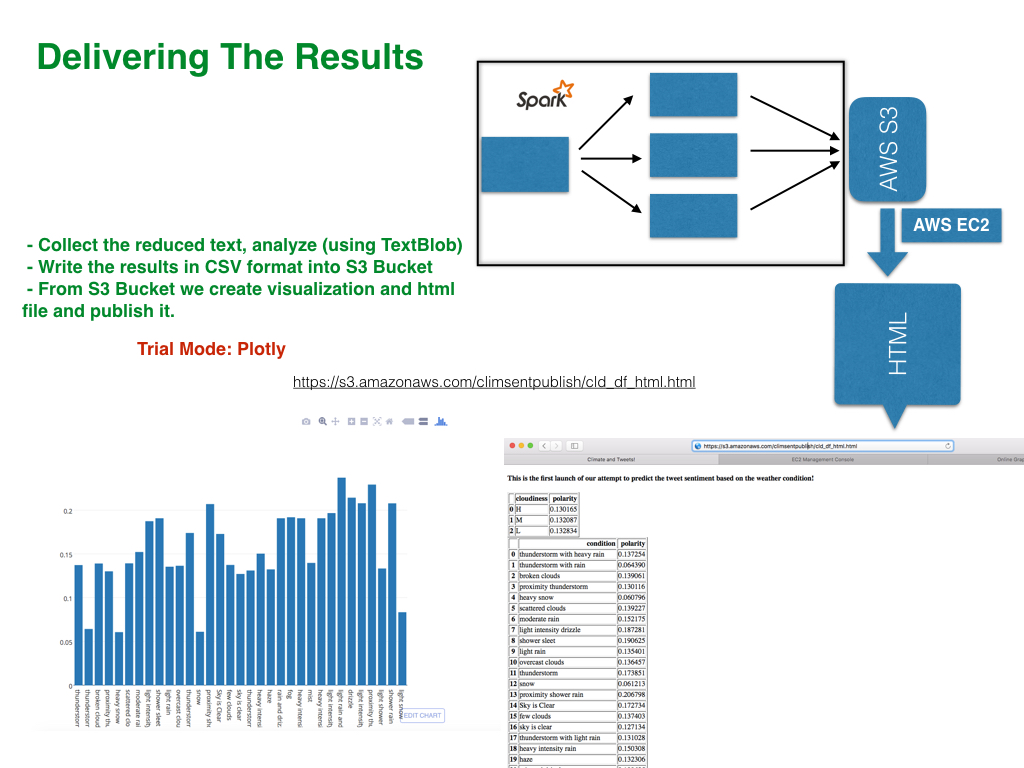 Delivering The Results
Spark
AWS S3
AWS EC2
HTML
- Collect the reduced text, analyze (using TextBlob)
- Write the results in CSV format into S3 Bucket
- From S3 Bucket we create visualization and html
file and publish it.
Trial Mode: Plotly
https://s3.amazonaws.com/climsentpublish/cld_df_html.html
0.2
0.15
0.1
0.05
0
thunderstorr
thunderstorr
broken cloud
proximity thu
heavy snow
scattered clo
moderate rai
light intensity
shower sleet
light rain
overcast clou
thunderstorr
snow
proximity sho
Sky is Clear
few clouds
sky is clear
thunderstorr
heavy intensi
haze
rain and driz
fog
heavy intensi
mist
heavy intensi
light intensity
light rain and
drizzle
proximity thu
light shower
shower rain
light snow
EDIT CHART
https://s3.amazonaws.com/climsentpublish/cld_df_html.html
Climate and Tweets!
EC2 Management Console
Online Grap
This is the first launch of our attempt to predict the tweet sentiment based on the weather condition!
cloudiness polarity
0 H 0.130165
1 M 0.132087
2 L 0.132834
condition polarity
0 thunderstorm with heavy rain 0.137254
1 thunderstorm with rain 0.064390
2 broken clouds 0.139061
3 proximity thunderstorm 0.130116
4 heavy snow 0.060796
5 scattered clouds 0.139227
6 moderate rain 0.152175
7 light intensity drizzle 0.187281
8 shower sleet 0.190625
9 light rain 0.135401
10 overcast clouds 0.136457
11 thunderstorm 0.173851
12 snow 0.061213
13 proximity shower rain 0.206798
14 Sky is Clear 0.172734
15 few clouds 0.137403
16 sky is clear 0.127134
17 thunderstorm with light rain 0.131028
18 heavy intensity rain 0.150308
19 haze 0.132306